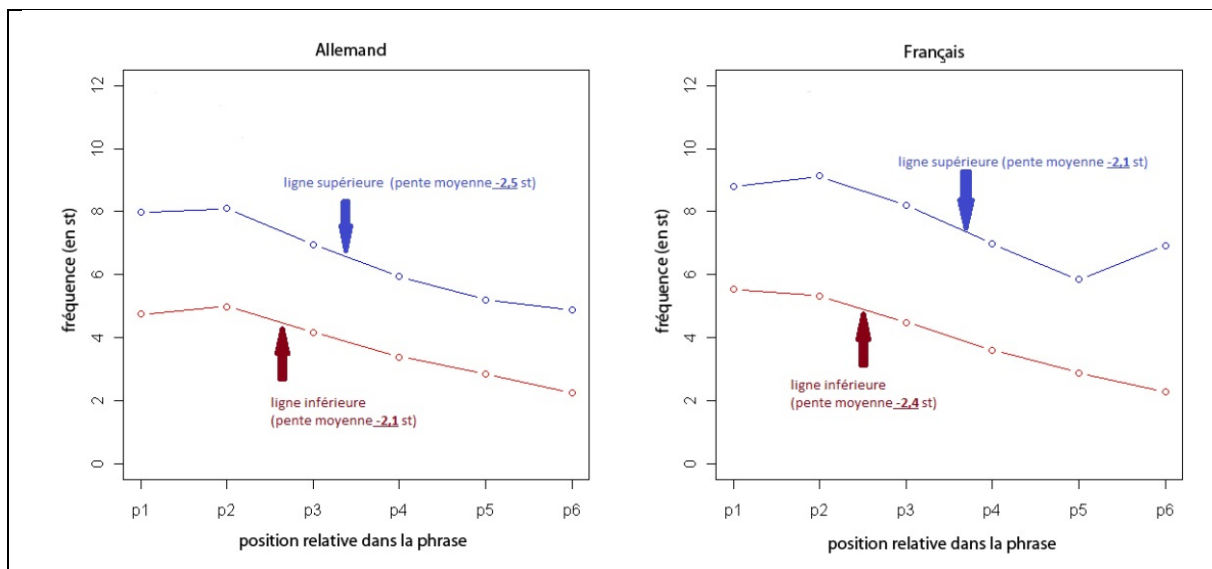 Allemand
fréquence (en st)
12
10
8
6
4
2
0
ligne supérieure (pente moyenne -2,5 st)
ligne inférieure
(pente moyenne -2,1 st)
p1 p2 p3 p4 p5 p6
position relative dans la phrase
Français
fréquence (en st)
12
10
8
6
4
2
0
ligne supérieure (pente moyenne -2,1 st)
ligne inférieure
(pente moyenne -2,4 st)
p1 p2 p3 p4 p5 p6
position relative dans la phrase